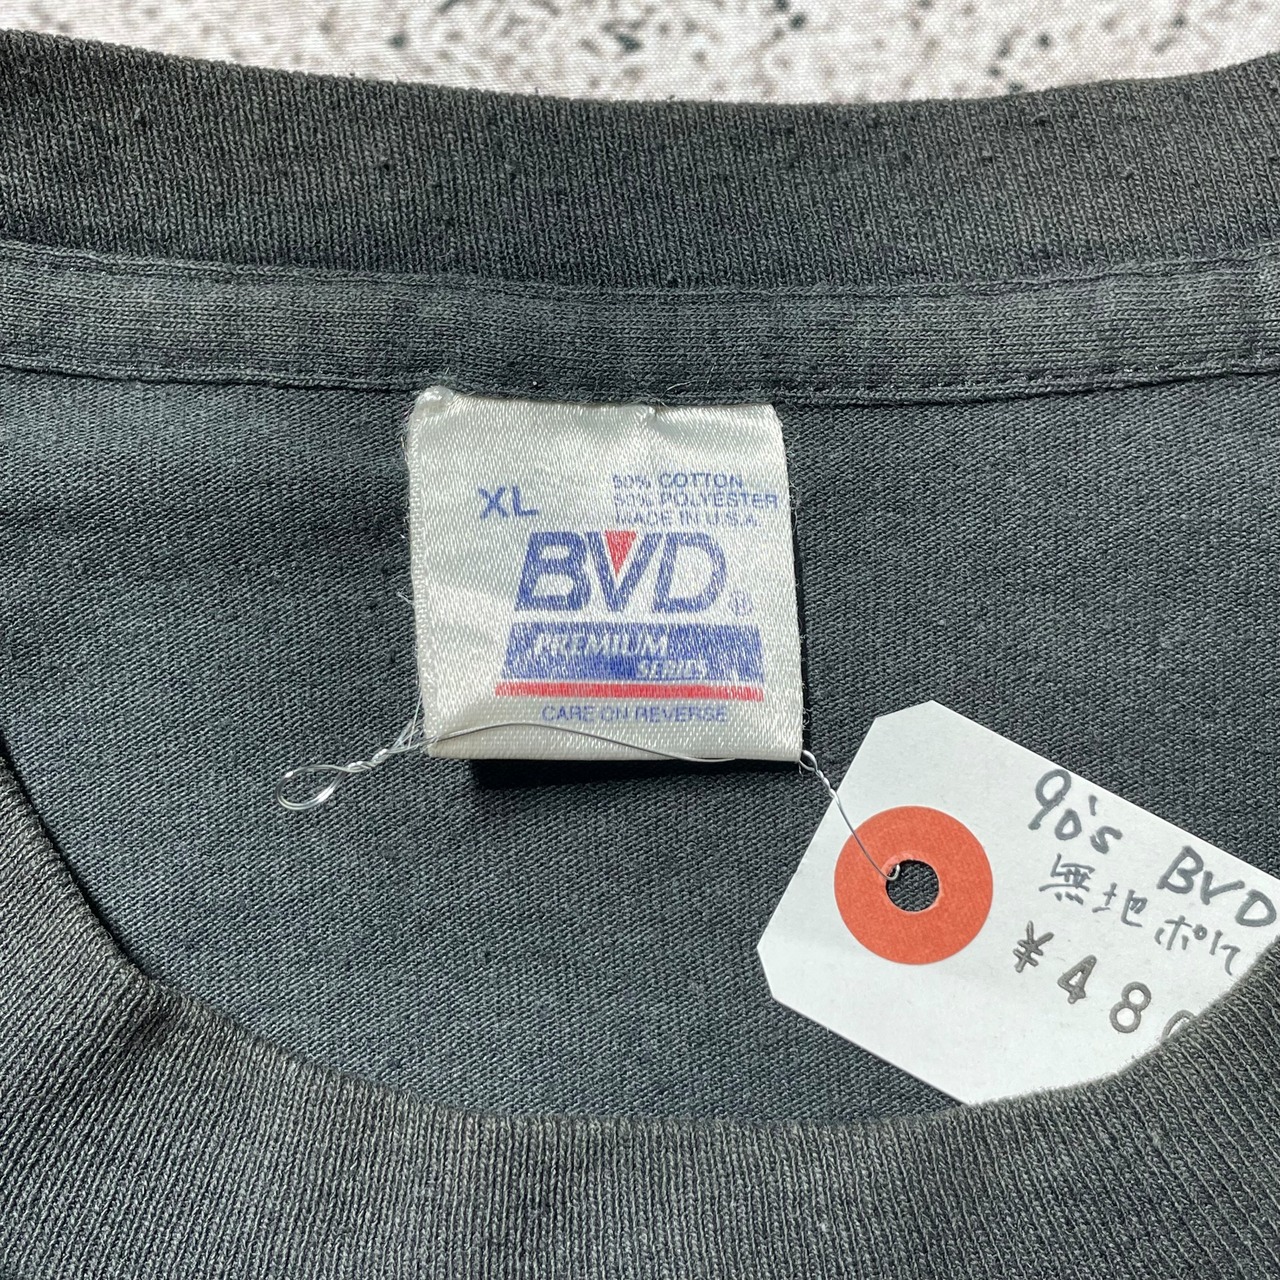 XL
50% COTTON
50% POLYESTER
MADE IN U.S.A.
BVD®
PREMIUM
SERIES
CARE ON REVERSE
90's BVD
無地ポケ
¥48